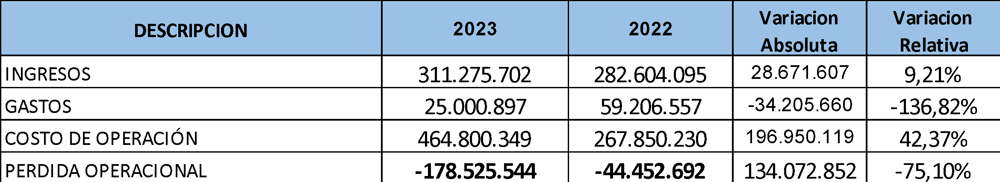 DESCRIPCION 2023 2022 Variacion Absoluta Variacion Relativa
INGRESOS 311.275.702 282.604.095 28.671.607 9,21%
GASTOS 25.000.897 59.206.557 -34.205.660 -136,82%
COSTO DE OPERACIÓN 464.800.349 267.850.230 196.950.119 42,37%
PERDIDA OPERACIONAL -178.525.544 -44.452.692 134.072.852 -75,10%